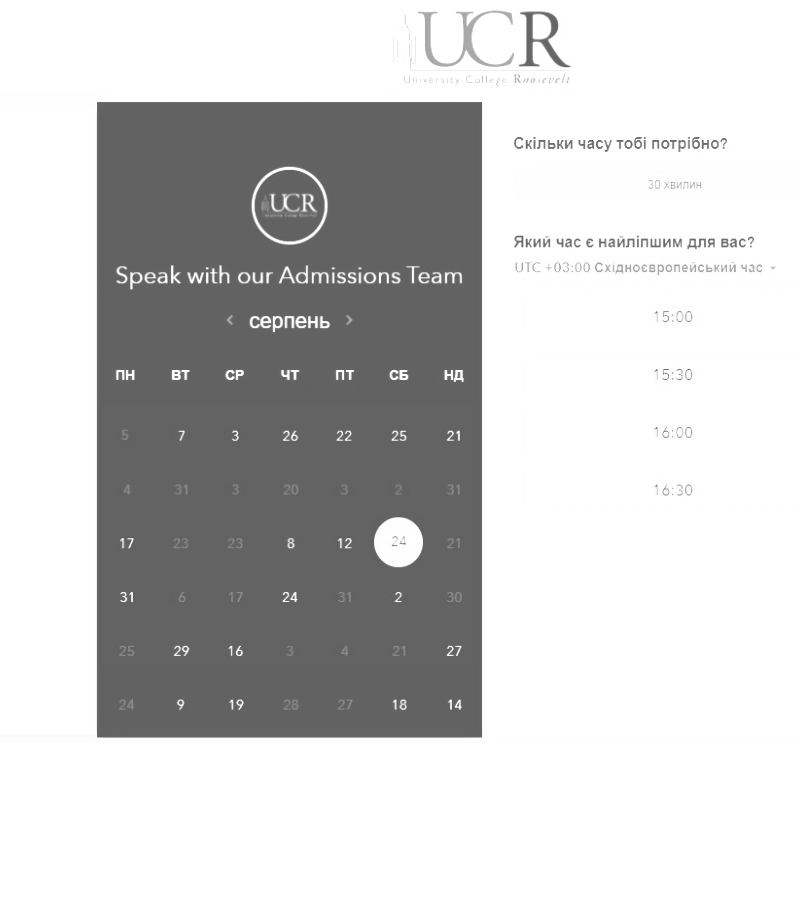 UCR
University College Roosevelt
UCR
Speak with our Admissions Team
серпень
ПН ВТ СР ЧТ ПТ СБ НД
5 7 3 26 22 25 21
4 31 3 20 3 2 31
17 23 23 8 12 24 21
31 6 17 24 31 2 30
25 29 16 3 4 21 27
24 9 19 28 27 18 14
Скільки часу тобі потрібно?
30 хвилин
Який час є найліпшим для вас?
UTC +03:00 Східноєвропейський час
15:00
15:30
16:00
16:30